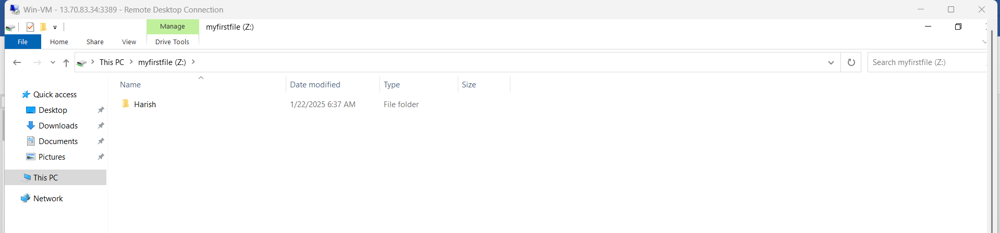 Win-VM - 13.70.83.34:3389 - Remote Desktop Connection
Manage myfirstfile (Z:)
File Home Share View Drive Tools
This PC myfirstfile (Z:) Search myfirstfile (Z:)
Name Date modified Type Size
Quick access
Harish 1/22/2025 6:37 AM File folder
Desktop
Downloads
Documents
Pictures
This PC
Network